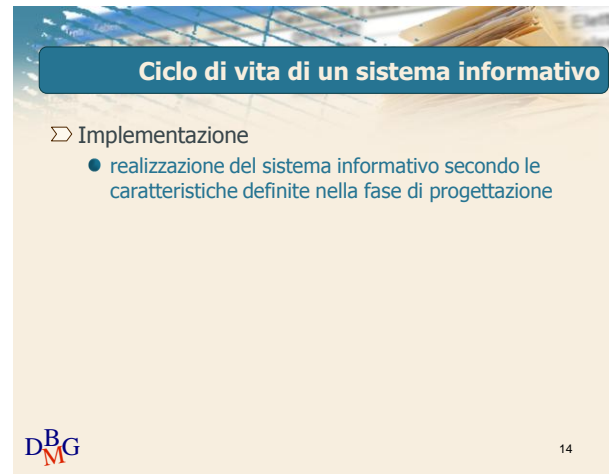 Ciclo di vita di un sistema informativo
Implementazione
realizzazione del sistema informativo secondo le
caratteristiche definite nella fase di progettazione
DBMG
14